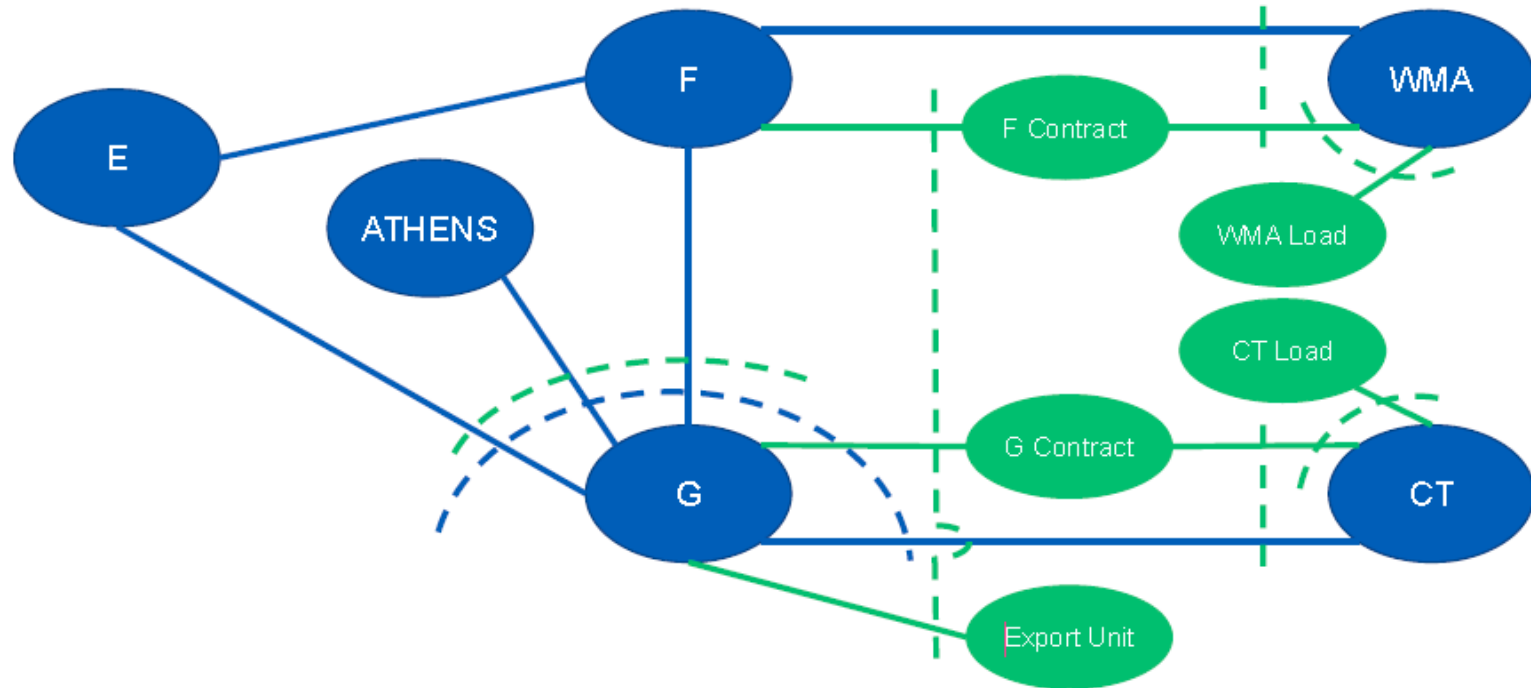 F
WMA
E
F Contract
ATHENS
WMA Load
CT Load
G Contract
G
CT
Export Unit